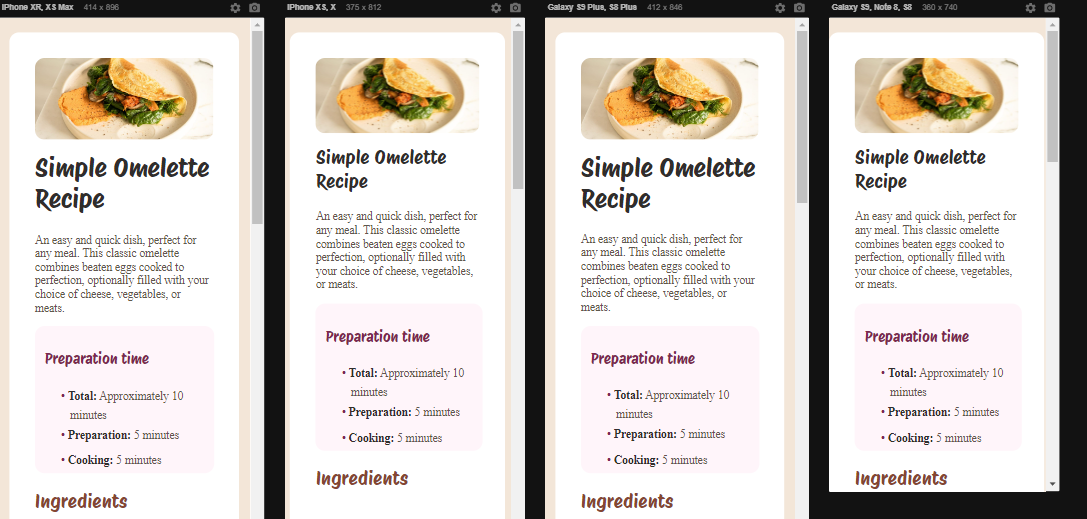 iPhone XR, XS Max 414 x 896
Simple Omelette
Recipe
An easy and quick dish, perfect for
any meal. This classic omelette
combines beaten eggs cooked to
perfection, optionally filled with your
choice of cheese, vegetables, or
meats.
Preparation time
• Total: Approximately 10
minutes
• Preparation: 5 minutes
• Cooking: 5 minutes
Ingredients
iPhone XS, X 375 x 812
Simple Omelette
Recipe
An easy and quick dish, perfect for
any meal. This classic omelette
combines beaten eggs cooked to
perfection, optionally filled with
your choice of cheese, vegetables,
or meats.
Preparation time
• Total: Approximately 10
minutes
• Preparation: 5 minutes
• Cooking: 5 minutes
Ingredients
Galaxy S9 Plus, S8 Plus 412 x 846
Simple Omelette
Recipe
An easy and quick dish, perfect for
any meal. This classic omelette
combines beaten eggs cooked to
perfection, optionally filled with your
choice of cheese, vegetables, or
meats.
Preparation time
• Total: Approximately 10
minutes
• Preparation: 5 minutes
• Cooking: 5 minutes
Ingredients
Galaxy S9, Note 8, S8 360 x 740
Simple Omelette
Recipe
An easy and quick dish, perfect for
any meal. This classic omelette
combines beaten eggs cooked to
perfection, optionally filled with
your choice of cheese, vegetables,
or meats.
Preparation time
• Total: Approximately 10
minutes
• Preparation: 5 minutes
• Cooking: 5 minutes
Ingredients